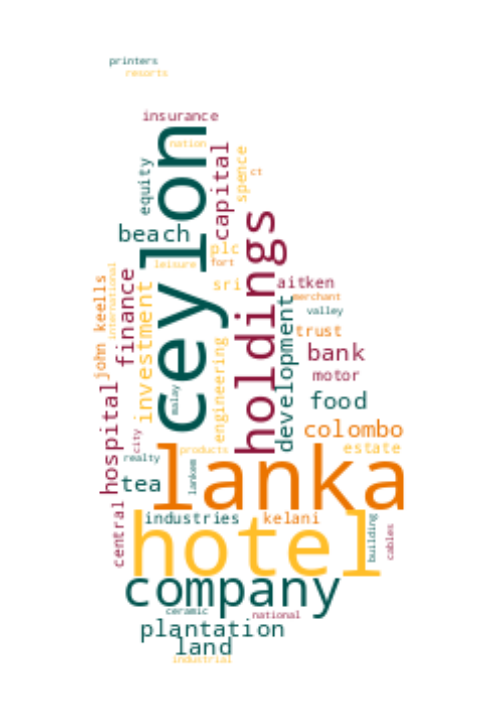 printers
resorts
insurance
nation
ceylon
capital
equity
spence
ct
beach
holdings
plc
leisure
fort
international
finance
john keells
investment
sri
aitken
merchant
development
valley
engineering
trust
bank
motor
malay
hospital
food
colombo
city
products
estate
realty
lanka
lankem
tea
central
industries
kelani
hotel
building
cables
company
ceramic
national
plantation
land
industrial